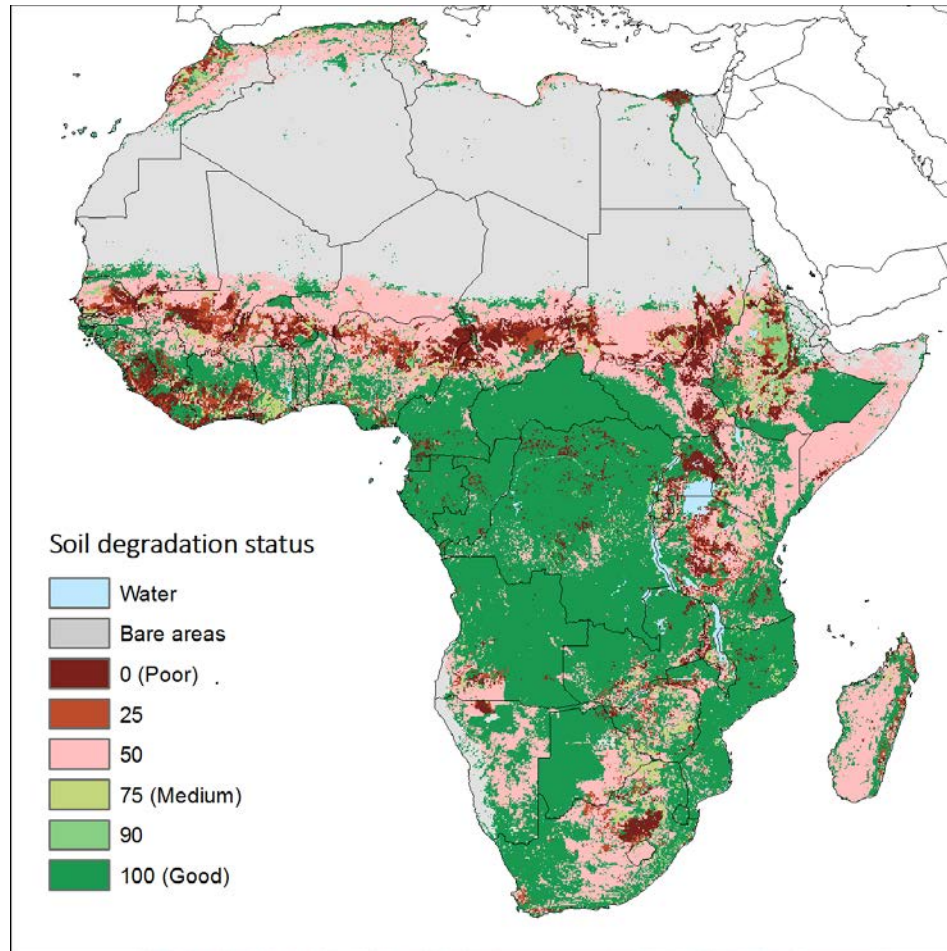 Soil degradation status
Water
Bare areas
0 (Poor)
25
50
75 (Medium)
90
100 (Good)